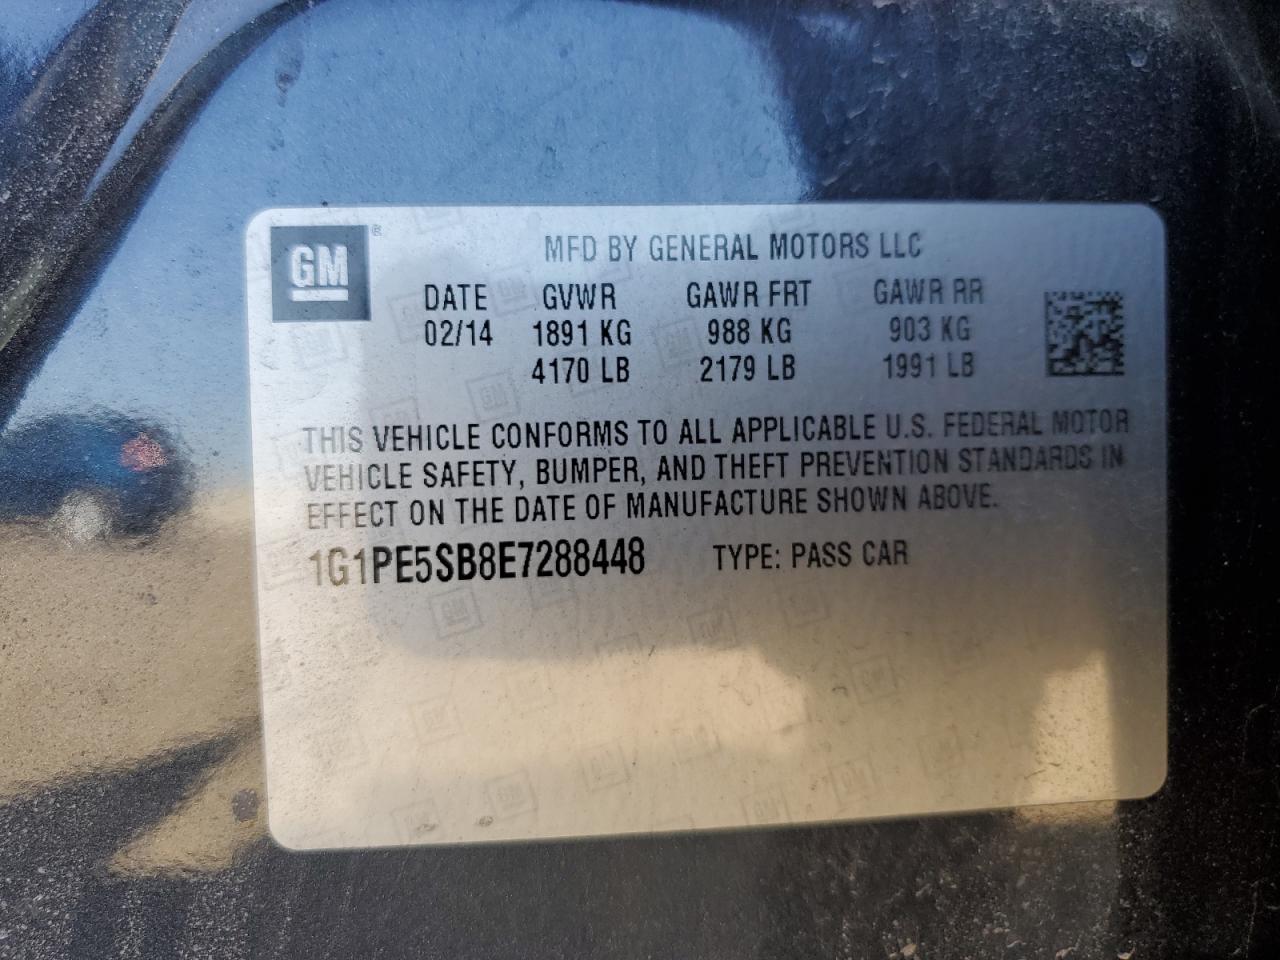 GM ®
MFD BY GENERAL MOTORS LLC
DATE GVWR GAWR FRT GAWR RR
02/14 1891 KG 988 KG 903 KG
4170 LB 2179 LB 1991 LB
THIS VEHICLE CONFORMS TO ALL APPLICABLE U.S. FEDERAL MOTOR
VEHICLE SAFETY, BUMPER, AND THEFT PREVENTION STANDARDS IN
EFFECT ON THE DATE OF MANUFACTURE SHOWN ABOVE.
1G1PE5SB8E7288448 TYPE: PASS CAR